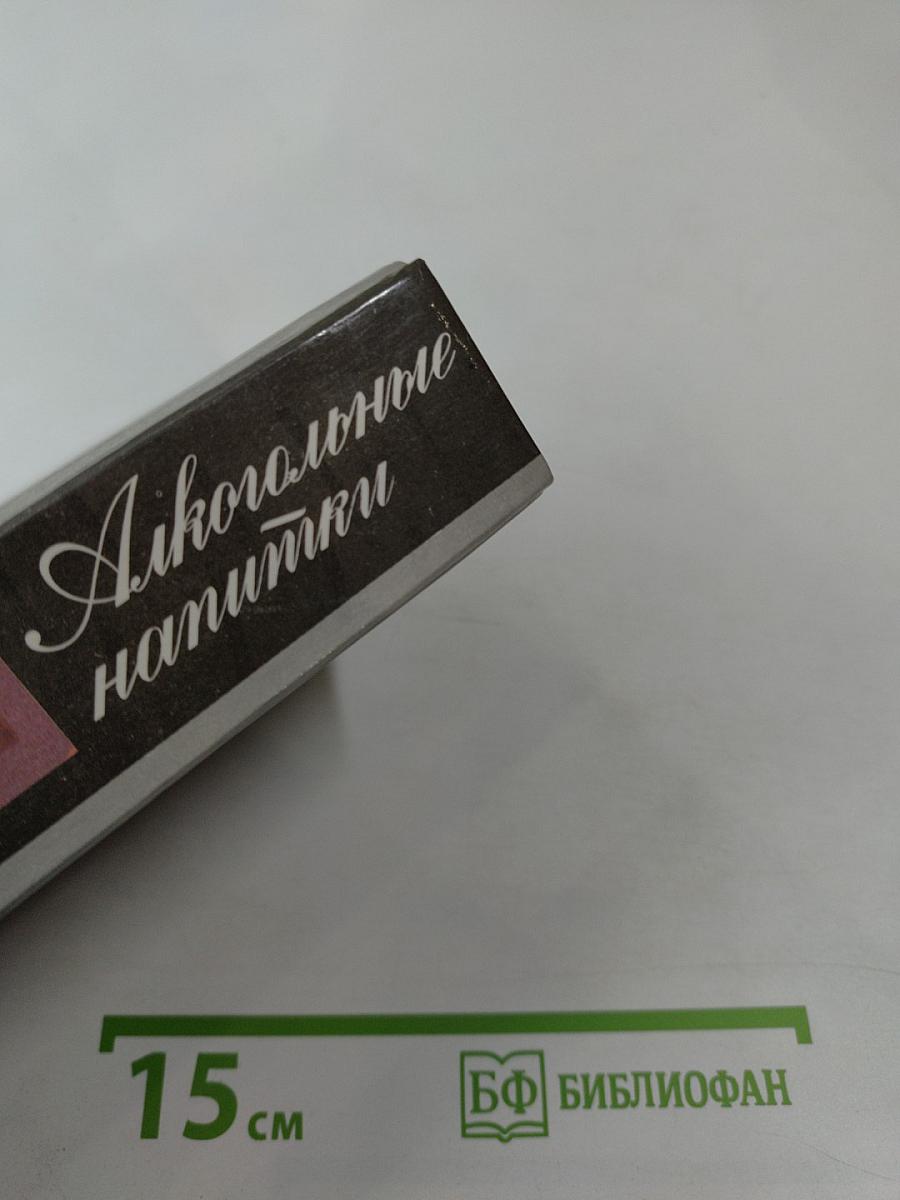 Алкогольные
напитки
15 см
БФ БИБЛИОФАН